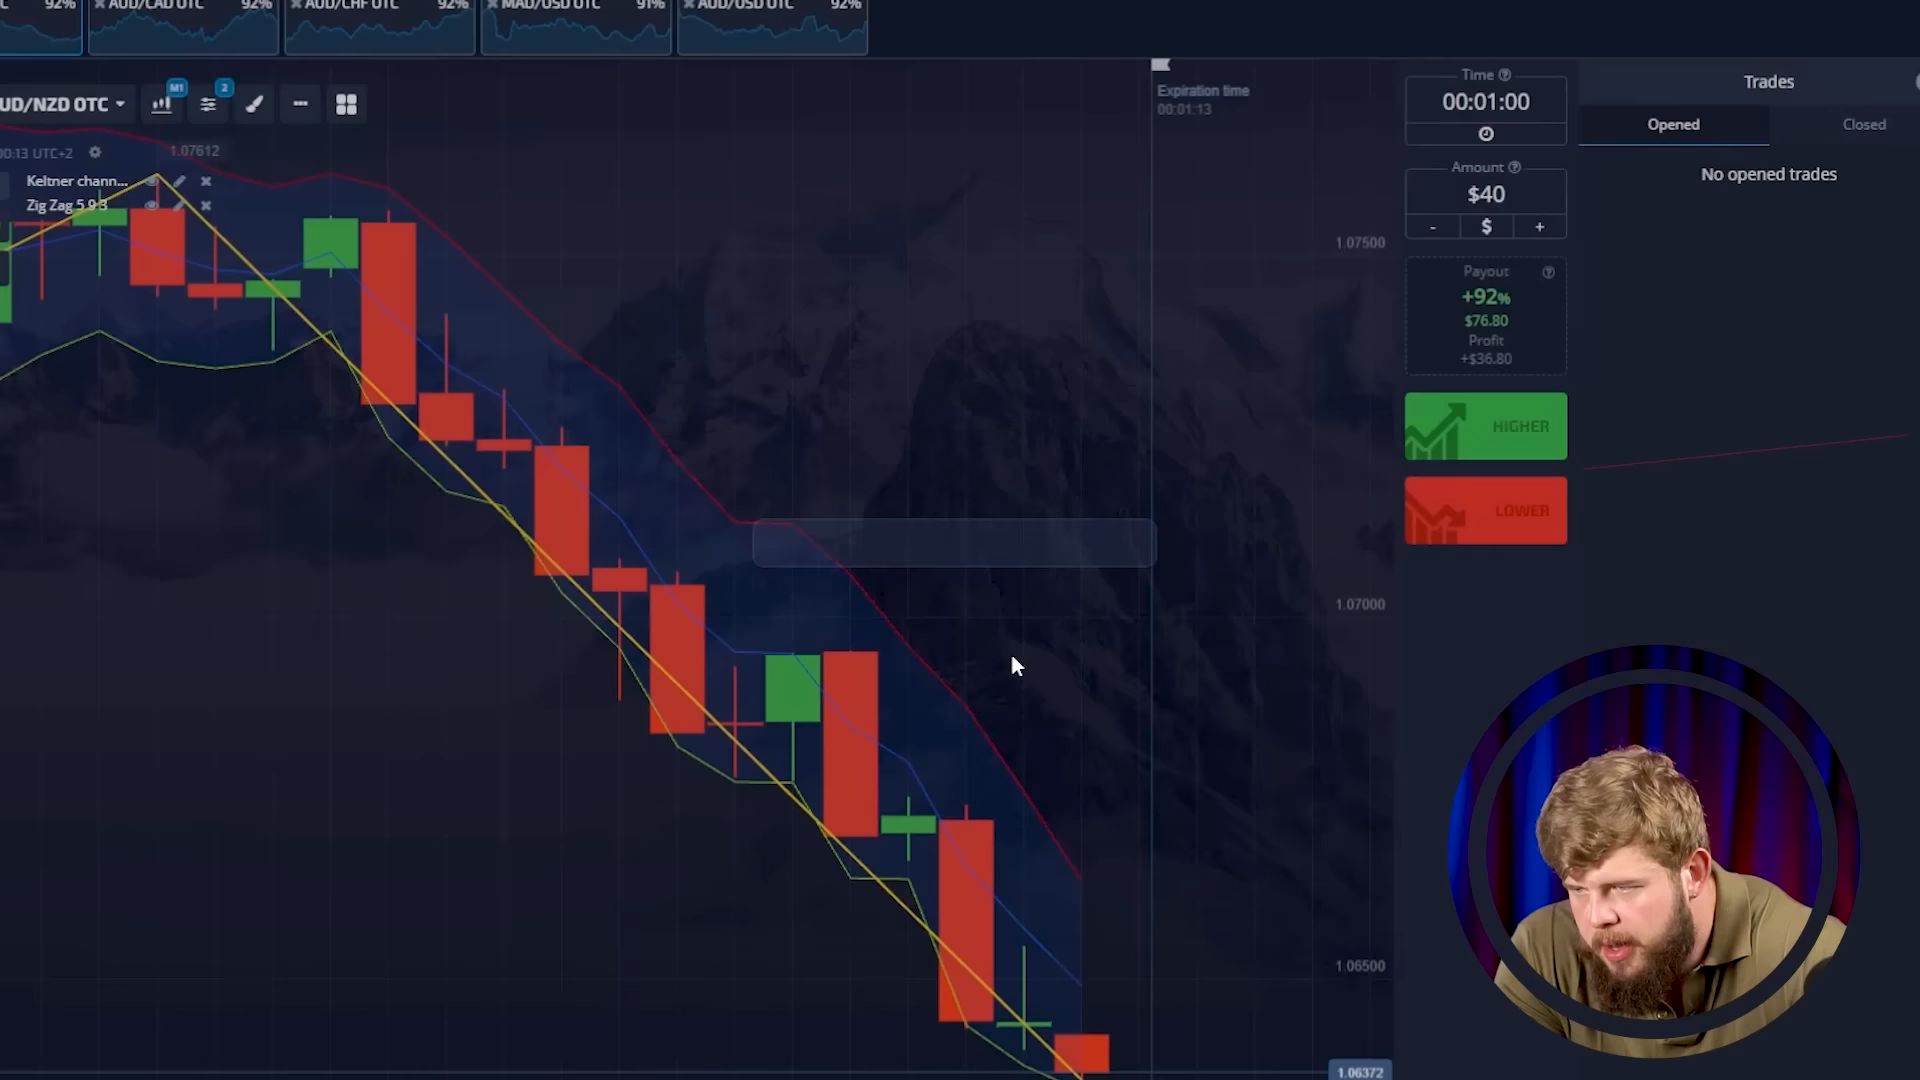 C 92% AUD/CAD OTC 92% AUD/CHF OTC 92% MAD/USD OTC 91% AUD/USD OTC 92%
UD/NZD OTC
M1
2
00:13 UTC+2
1.07612
Keltner chann...
Zig Zag 5 9 3
Expiration time
00:01:13
1.07500
1.07000
1.06500
1.06372
Time
00:01:00
Amount
$40
- $ +
Payout
+92%
$76.80
Profit
+$36.80
HIGHER
LOWER
Trades
Opened Closed
No opened trades